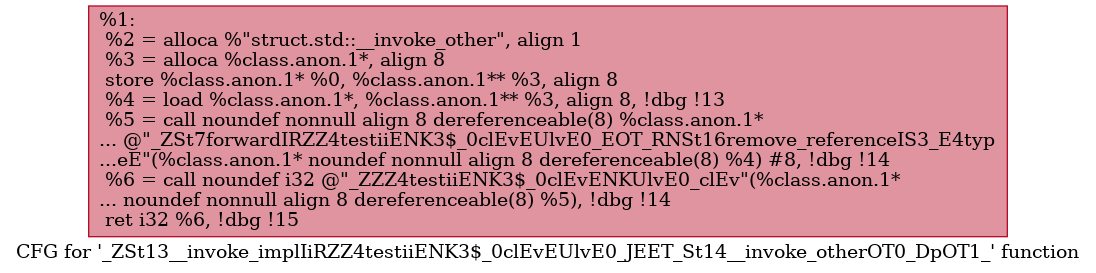 %1:
%2 = alloca %"struct.std::__invoke_other", align 1
%3 = alloca %class.anon.1*, align 8
store %class.anon.1* %0, %class.anon.1** %3, align 8
%4 = load %class.anon.1*, %class.anon.1** %3, align 8, !dbg !13
%5 = call noundef nonnull align 8 dereferenceable(8) %class.anon.1*
... @"_ZSt7forwardIRZZ4testiiENK3$_0clEvEUlvE0_EOT_RNSt16remove_referenceIS3_E4typ
...eE"(%class.anon.1* noundef nonnull align 8 dereferenceable(8) %4) #8, !dbg !14
%6 = call noundef i32 @"_ZZZ4testiiENK3$_0clEvENKUlvE0_clEv"(%class.anon.1*
... noundef nonnull align 8 dereferenceable(8) %5), !dbg !14
ret i32 %6, !dbg !15
CFG for '_ZSt13__invoke_implIiRZZ4testiiENK3$_0clEvEUlvE0_JEET_St14__invoke_otherOT0_DpOT1_' function